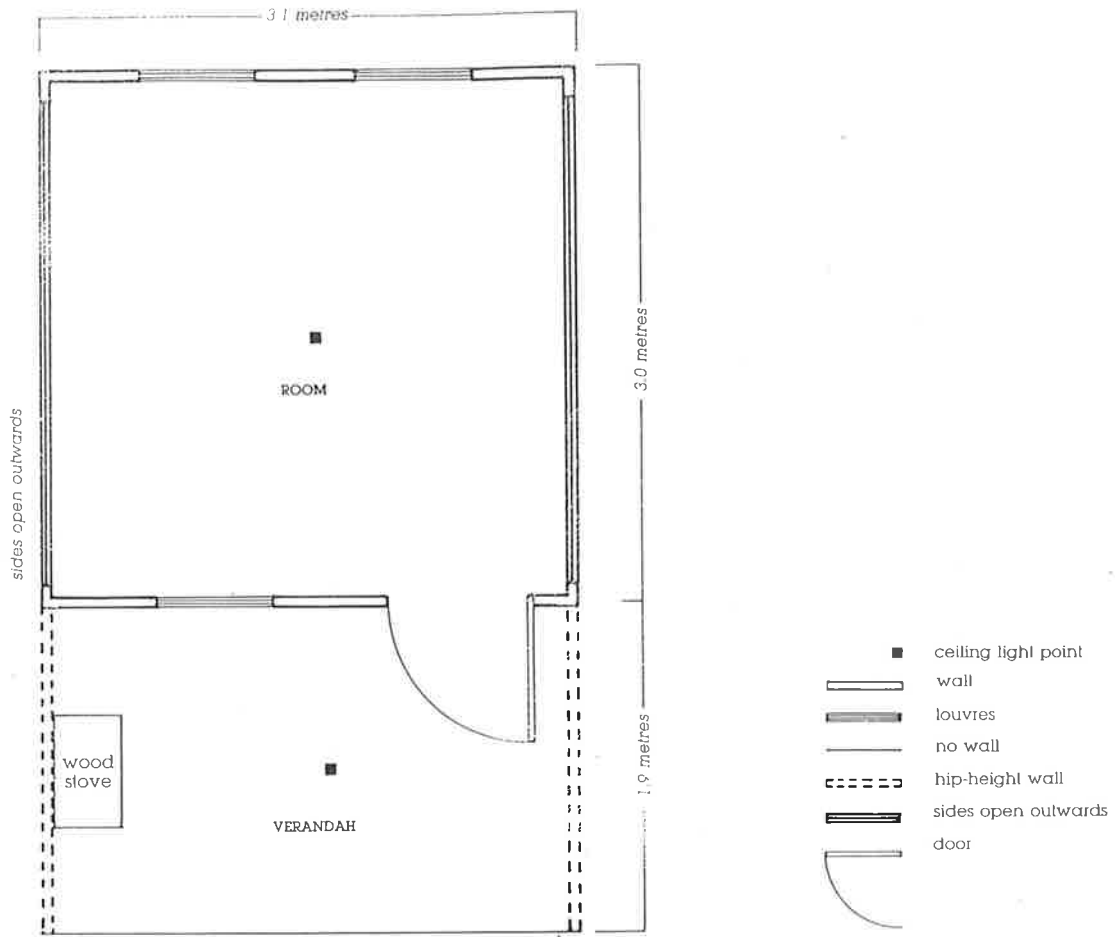 3.1 metres
3.0 metres
ROOM
sides open outwards
1.9 metres
wood
stove
VERANDAH
ceiling light point
wall
louvres
no wall
hip-height wall
sides open outwards
door